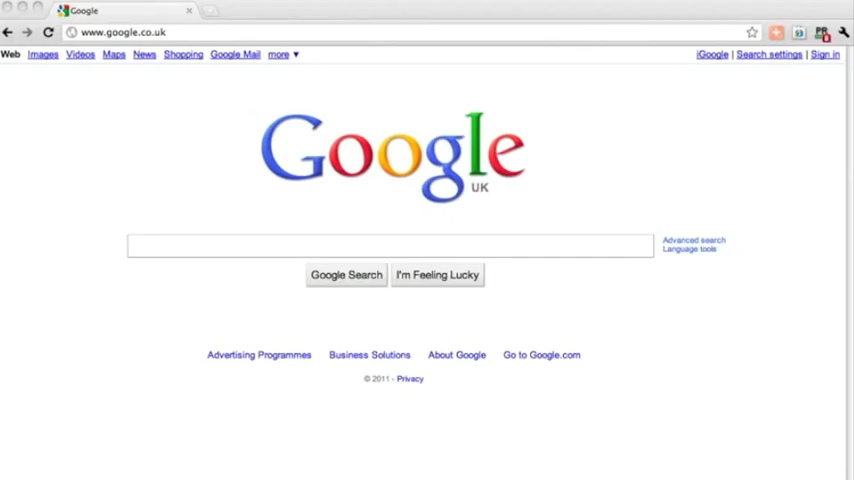 Google
www.google.co.uk
Web Images Videos Maps News Shopping Google Mail more ▼ iGoogle | Search settings | Sign in
Google
UK
Advanced search
Language tools
Google Search I'm Feeling Lucky
Advertising Programmes Business Solutions About Google Go to Google.com
© 2011 - Privacy